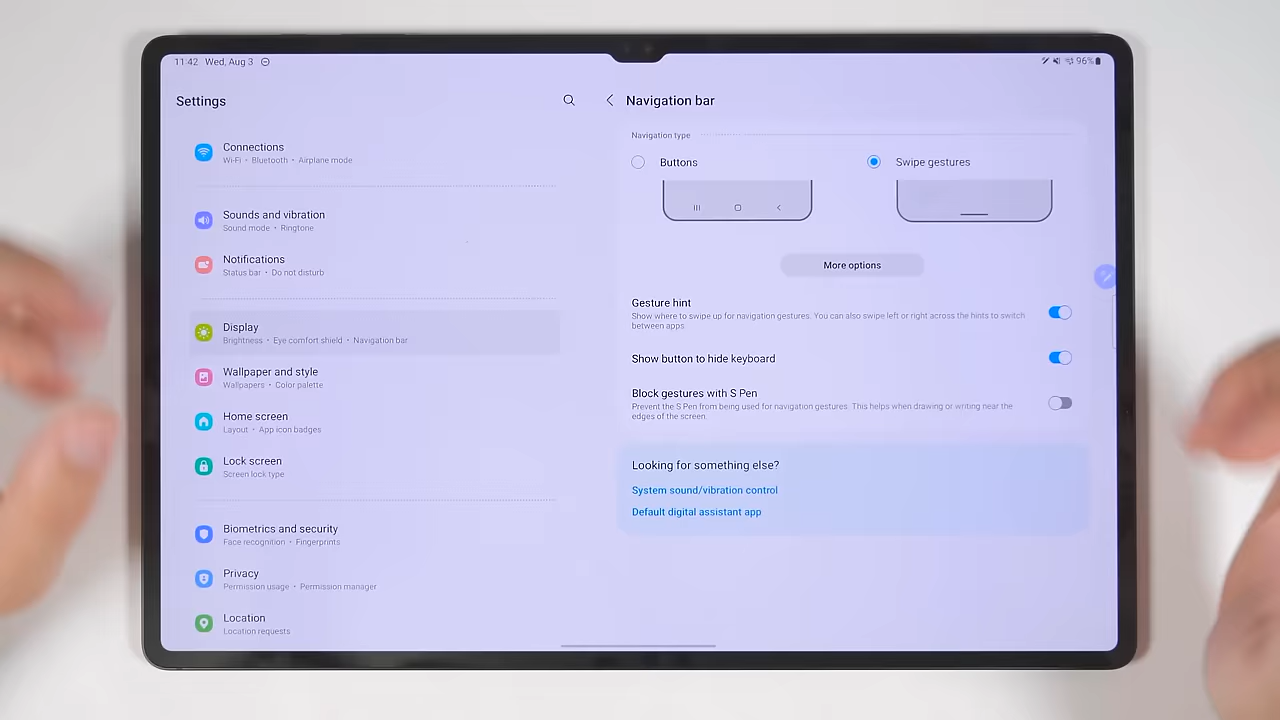 11:42 Wed, Aug 3
96%
Settings
Connections
Wi-Fi • Bluetooth • Airplane mode
Sounds and vibration
Sound mode • Ringtone
Notifications
Status bar • Do not disturb
Display
Brightness • Eye comfort shield • Navigation bar
Wallpaper and style
Wallpapers • Color palette
Home screen
Layout • App icon badges
Lock screen
Screen lock type
Biometrics and security
Face recognition • Fingerprints
Privacy
Permission usage • Permission manager
Location
Location requests
Navigation bar
Navigation type
Buttons
Swipe gestures
More options
Gesture hint
Show where to swipe up for navigation gestures. You can also swipe left or right across the hints to switch
between apps.
Show button to hide keyboard
Block gestures with S Pen
Prevent the S Pen from being used for navigation gestures. This helps when drawing or writing near the
edges of the screen.
Looking for something else?
System sound/vibration control
Default digital assistant app